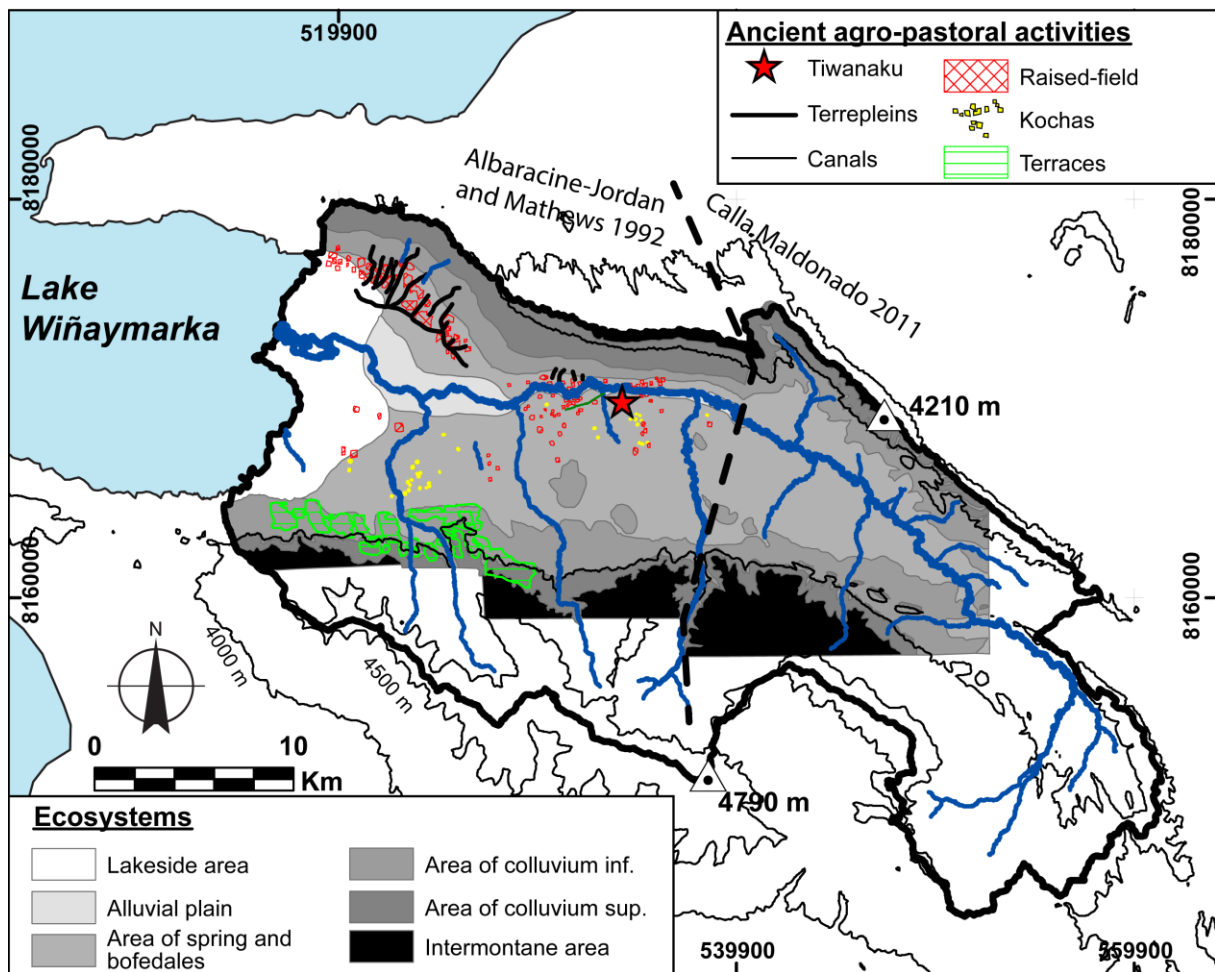 519900
Ancient agro-pastoral activities
Tiwanaku
Terrepleins
Canals
Raised-field
Kochas
Terraces
8180000
8180000
Albaracine-Jordan
and Mathews 1992
Calla Maldonado 2011
Lake
Wiñaymarka
4210 m
8160000
8160000
N
4000 m
4500 m
0 10
Km
4790 m
Ecosystems
Lakeside area
Alluvial plain
Area of spring and
bofedales
Area of colluvium inf.
Area of colluvium sup.
Intermontane area
539900
559900